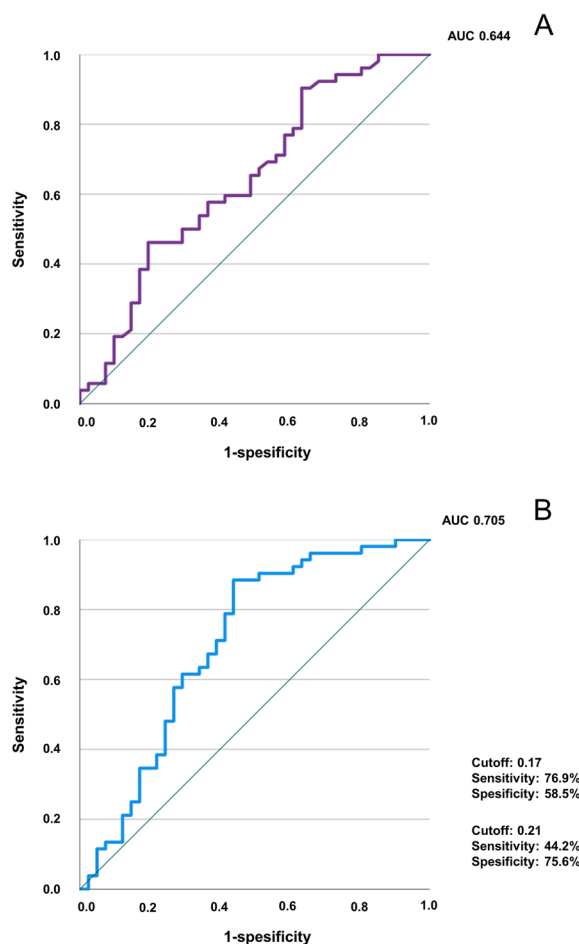 AUC 0.644
A
1.0
0.8
0.6
0.4
0.2
0.0
Sensitivity
0.0 0.2 0.4 0.6 0.8 1.0
1-spesificity
AUC 0.705
B
1.0
0.8
0.6
0.4
0.2
0.0
Sensitivity
0.0 0.2 0.4 0.6 0.8 1.0
1-spesificity
Cutoff: 0.17
Sensitivity: 76.9%
Spesificity: 58.5%
Cutoff: 0.21
Sensitivity: 44.2%
Spesificity: 75.6%